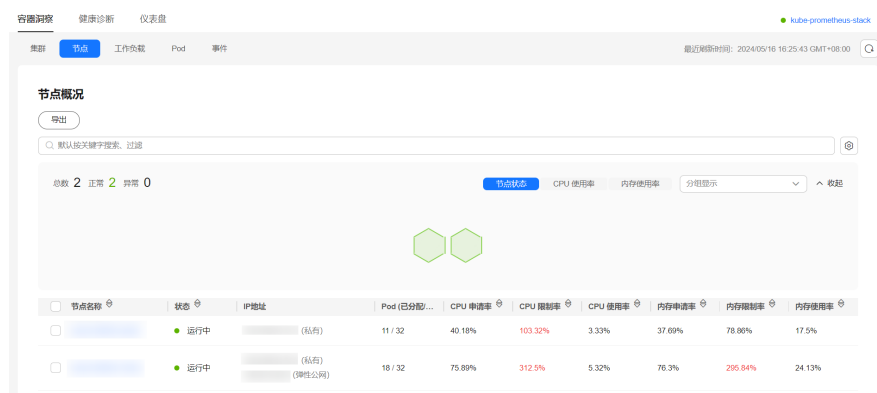 容器洞察 健康诊断 仪表盘 kube-prometheus-stack
集群 节点 工作负载 Pod 事件 最近刷新时间：2024/05/16 16:25:43 GMT+08:00
节点概况
导出
默认按关键字搜索、过滤
总数 2 正常 2 异常 0 节点状态 CPU 使用率 内存使用率 分组显示 收起
节点名称 状态 IP地址 Pod (已分配/... CPU 申请率 CPU 限制率 CPU 使用率 内存申请率 内存限制率 内存使用率
运行中 (私有) 11 / 32 40.18% 103.32% 3.33% 37.69% 78.86% 17.5%
运行中 (私有) 18 / 32 75.89% 312.5% 5.32% 76.3% 295.84% 24.13%
(弹性公网)